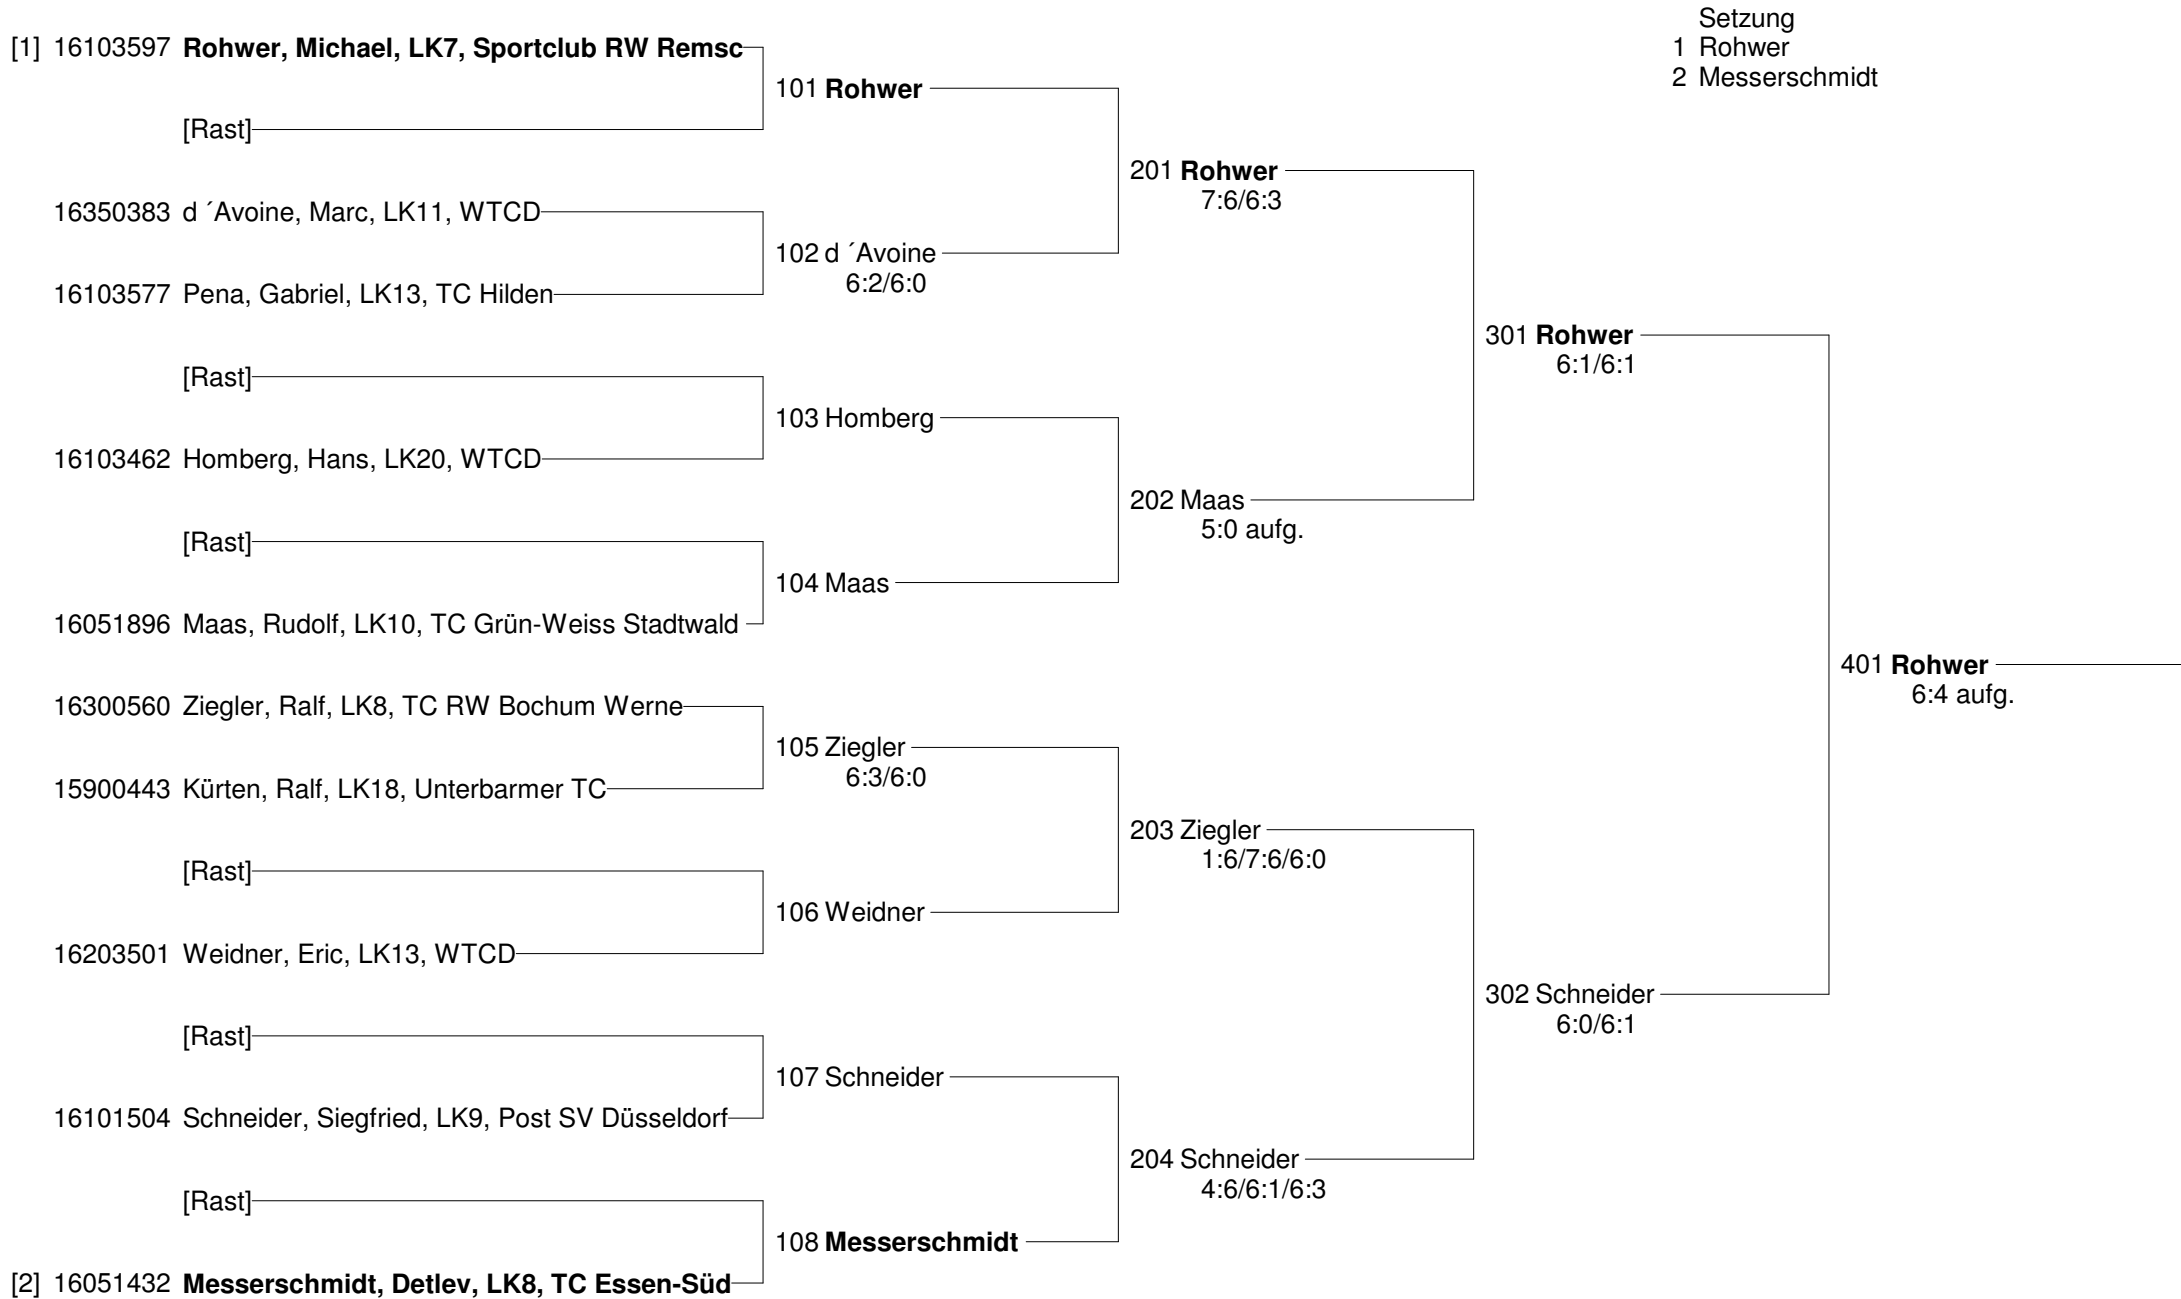 Setzung
1 Rohwer
2 Messerschmidt
[1] 16103597 Rohwer, Michael, LK7, Sportclub RW Remsc
101 Rohwer
[Rast]
201 Rohwer
7:6/6:3
16350383 d ´Avoine, Marc, LK11, WTCD
102 d ´Avoine
6:2/6:0
16103577 Pena, Gabriel, LK13, TC Hilden
301 Rohwer
6:1/6:1
[Rast]
103 Homberg
16103462 Homberg, Hans, LK20, WTCD
202 Maas
5:0 aufg.
[Rast]
104 Maas
16051896 Maas, Rudolf, LK10, TC Grün-Weiss Stadtwald
401 Rohwer
6:4 aufg.
16300560 Ziegler, Ralf, LK8, TC RW Bochum Werne
105 Ziegler
6:3/6:0
15900443 Kürten, Ralf, LK18, Unterbarmer TC
203 Ziegler
1:6/7:6/6:0
[Rast]
106 Weidner
16203501 Weidner, Eric, LK13, WTCD
302 Schneider
6:0/6:1
[Rast]
107 Schneider
16101504 Schneider, Siegfried, LK9, Post SV Düsseldorf
204 Schneider
4:6/6:1/6:3
[Rast]
108 Messerschmidt
[2] 16051432 Messerschmidt, Detlev, LK8, TC Essen-Süd